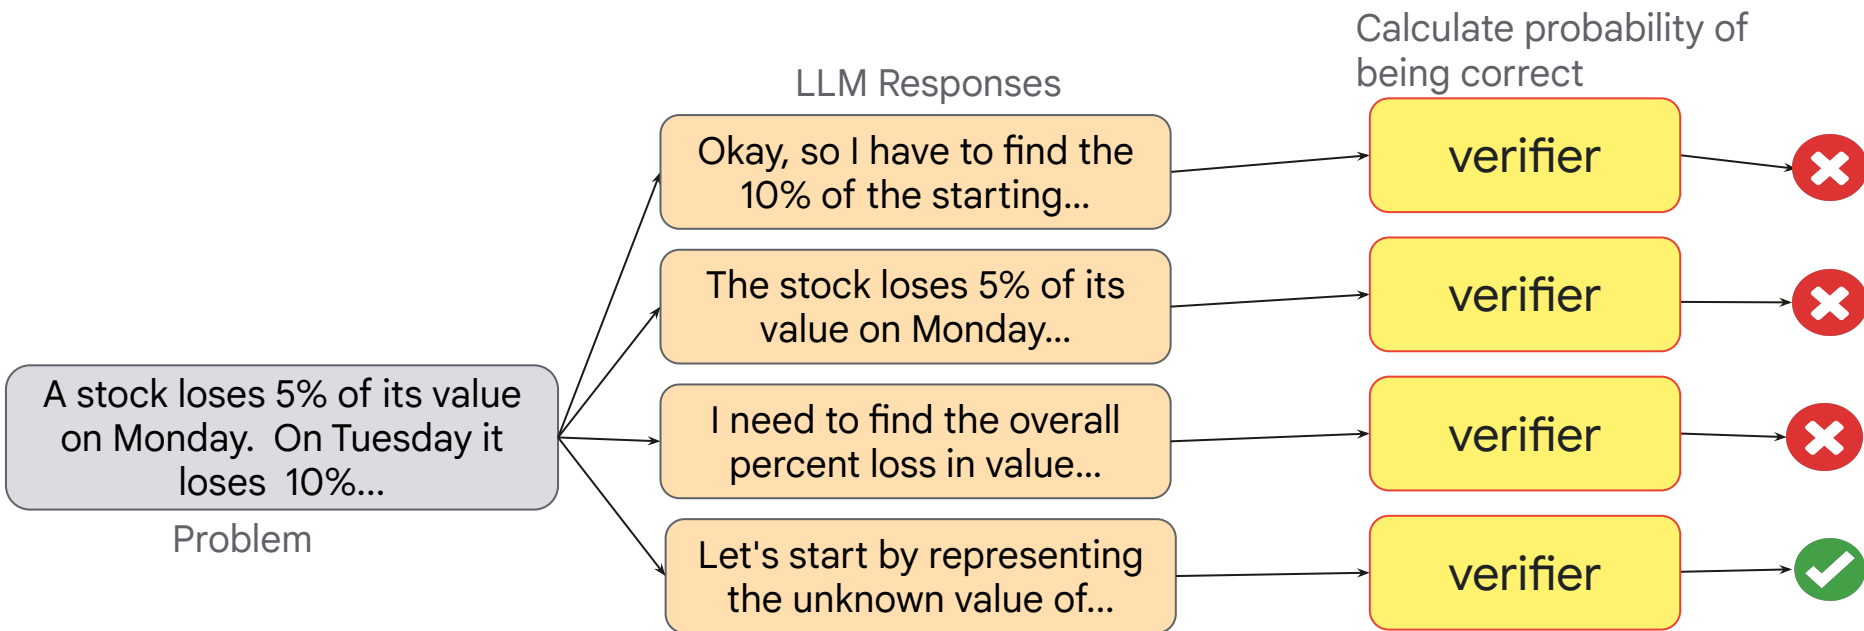 Calculate probability of
being correct
LLM Responses
Okay, so I have to find the
10% of the starting...
verifier
The stock loses 5% of its
value on Monday...
verifier
A stock loses 5% of its value
on Monday.  On Tuesday it
loses  10%...
Problem
I need to find the overall
percent loss in value...
verifier
Let's start by representing
the unknown value of...
verifier